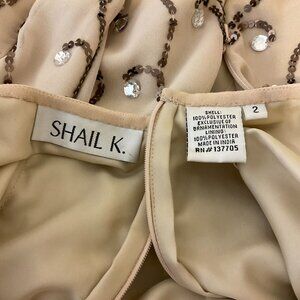 SHAIL K.
SHELL:
100% POLYESTER
EXCLUSIVE OF
ORNAMENTATION
LINING:
100% POLYESTER
MADE IN INDIA
RN # 137705
2